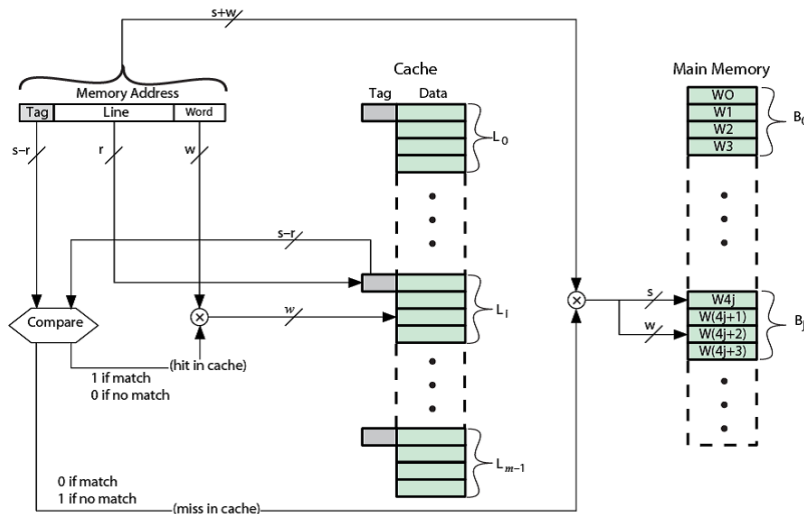 s+w
Cache
Main Memory
Memory Address
Tag Line Word
Tag Data
s–r
r
w
L0
W0
W1
W2
W3
B0
s–r
w
Compare
Li
s
w
W4j
W(4j+1)
W(4j+2)
W(4j+3)
Bj
(hit in cache)
1 if match
0 if no match
Lm–1
0 if match
1 if no match
(miss in cache)